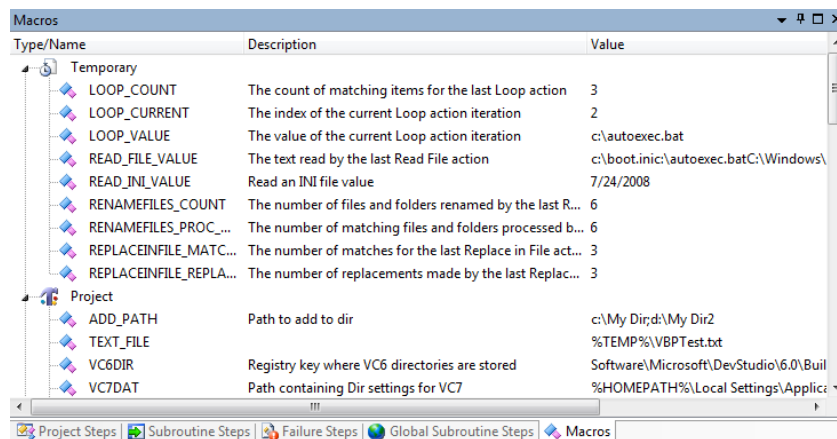 Macros
Type/Name Description Value
Temporary
LOOP_COUNT The count of matching items for the last Loop action 3
LOOP_CURRENT The index of the current Loop action iteration 2
LOOP_VALUE The value of the current Loop action iteration c:\autoexec.bat
READ_FILE_VALUE The text read by the last Read File action c:\boot.inic:\autoexec.batC:\Windows\
READ_INI_VALUE Read an INI file value 7/24/2008
RENAMEFILES_COUNT The number of files and folders renamed by the last R... 6
RENAMEFILES_PROC_... The number of matching files and folders processed b... 6
REPLACEINFILE_MATC... The number of matches for the last Replace in File act... 3
REPLACEINFILE_REPLA... The number of replacements made by the last Replac... 3
Project
ADD_PATH Path to add to dir c:\My Dir;d:\My Dir2
TEXT_FILE %TEMP%\VBPTest.txt
VC6DIR Registry key where VC6 directories are stored Software\Microsoft\DevStudio\6.0\Buil
VC7DAT Path containing Dir settings for VC7 %HOMEPATH%\Local Settings\Applica
Project Steps Subroutine Steps Failure Steps Global Subroutine Steps Macros